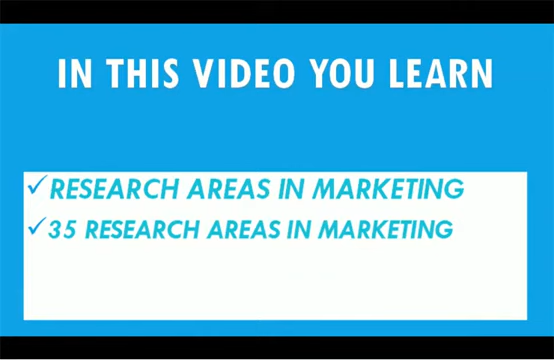 IN THIS VIDEO YOU LEARN
✓RESEARCH AREAS IN MARKETING
✓35 RESEARCH AREAS IN MARKETING